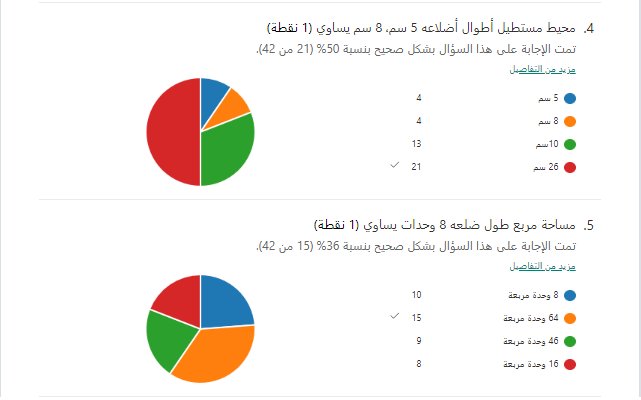 4. محيط مستطيل أطوال أضلاعه 5 سم، 8 سم يساوي (1 نقطة)
تمت الإجابة على هذا السؤال بشكل صحيح بنسبة 50% (21 من 42).
مزيد من التفاصيل
5 سم 4
8 سم 4
10سم 13
26 سم 21
5. مساحة مربع طول ضلعه 8 وحدات يساوي (1 نقطة)
تمت الإجابة على هذا السؤال بشكل صحيح بنسبة 36% (15 من 42).
مزيد من التفاصيل
8 وحدة مربعة 10
64 وحدة مربعة 15
46 وحدة مربعة 9
16 وحدة مربعة 8